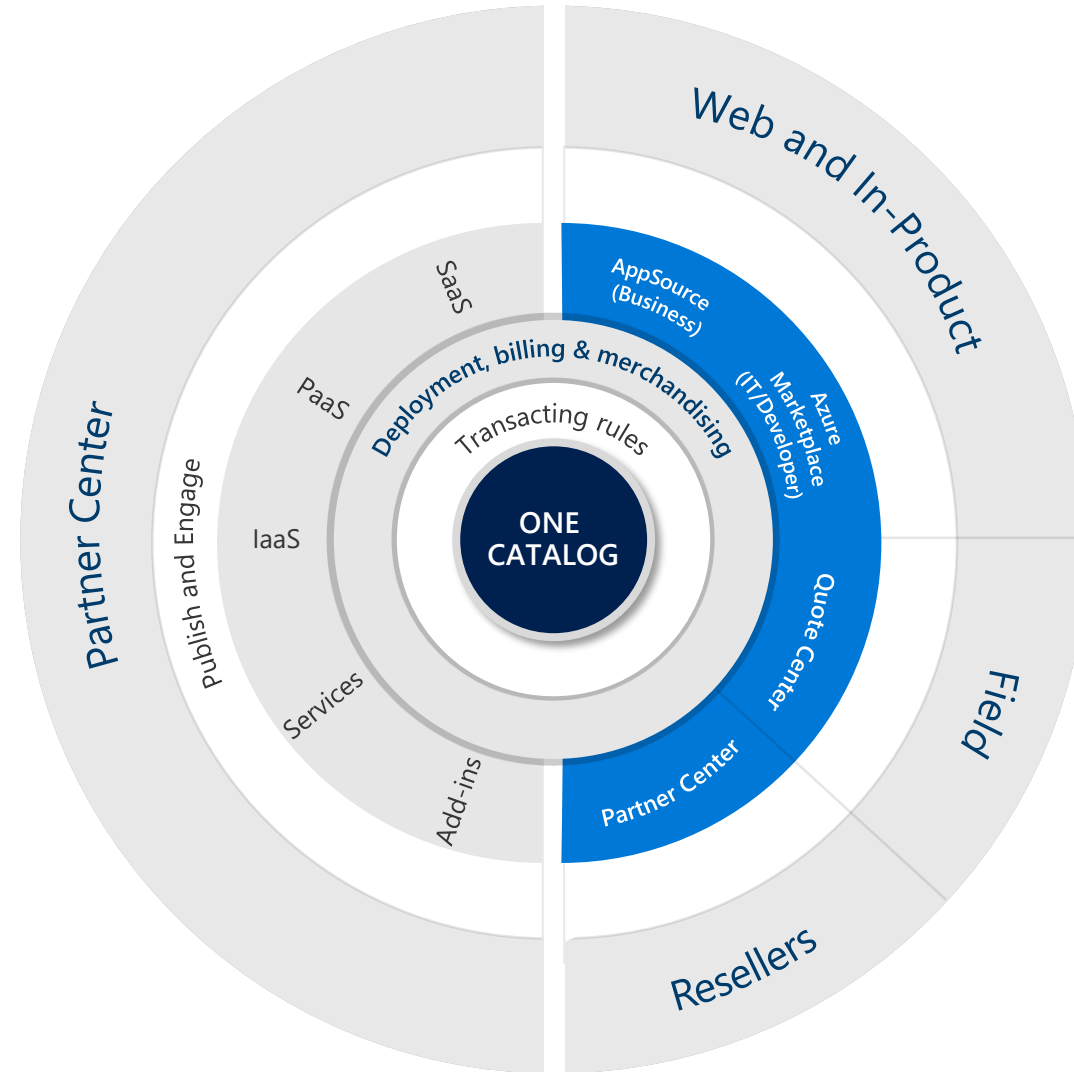 Partner Center
Publish and Engage
SaaS
PaaS
IaaS
Services
Add-ins
Deployment, billing & merchandising
Transacting rules
ONE
CATALOG
AppSource
(Business)
Azure
Marketplace
(IT/Developer)
Quote Center
Partner Center
Web and In-Product
Field
Resellers